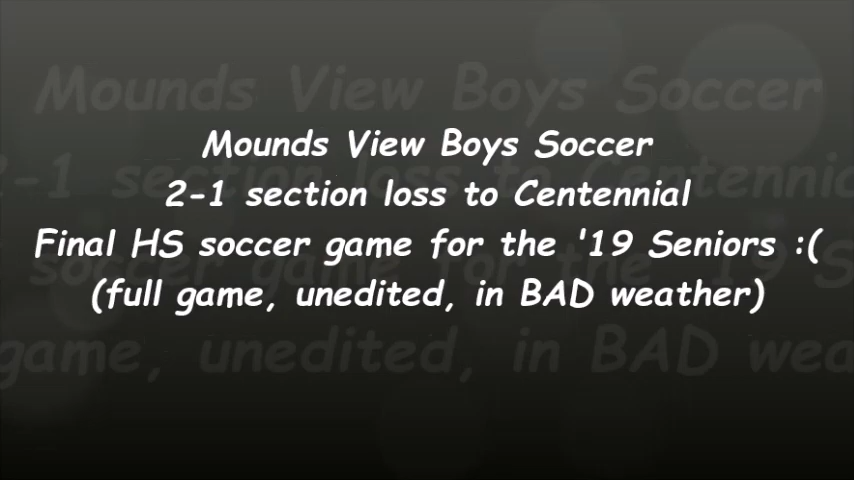 Mounds View Boys Soccer
2-1 section loss to Centennial
Final HS soccer game for the '19 Seniors :(
(full game, unedited, in BAD weather)